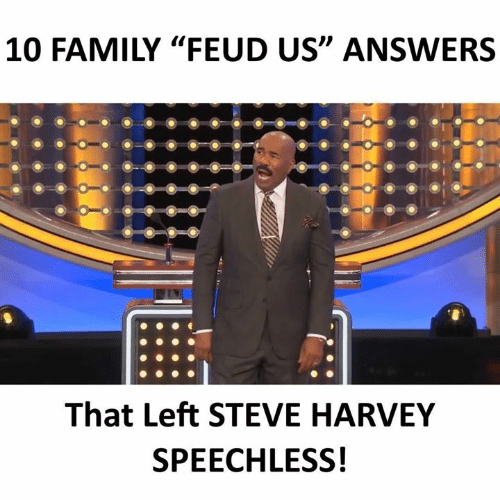 10 FAMILY “FEUD US” ANSWERS
That Left STEVE HARVEY
SPEECHLESS!